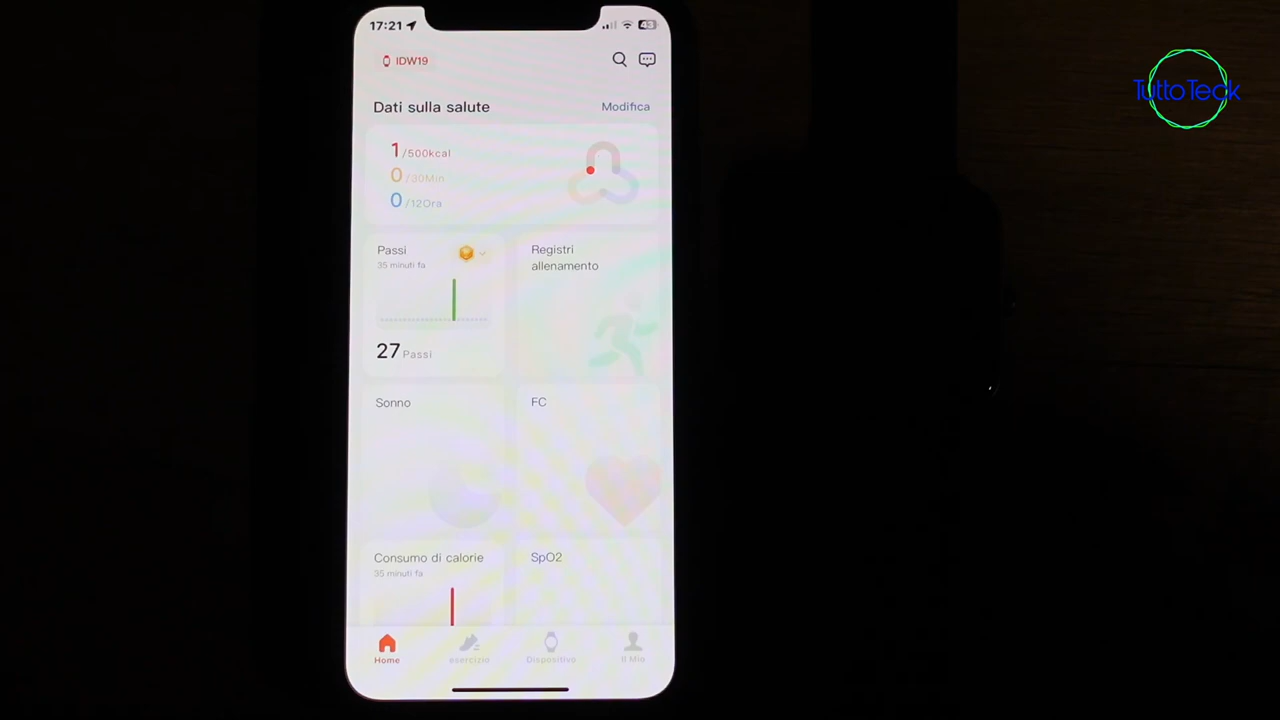 17:21
43
IDW19
TuttoTeck
Dati sulla salute
Modifica
1/500kcal
0/30Min
0/12Ora
Passi
35 minuti fa
27 Passi
Registri
allenamento
Sonno
FC
Consumo di calorie
35 minuti fa
SpO2
Home
esercizio
Dispositivo
Il Mio